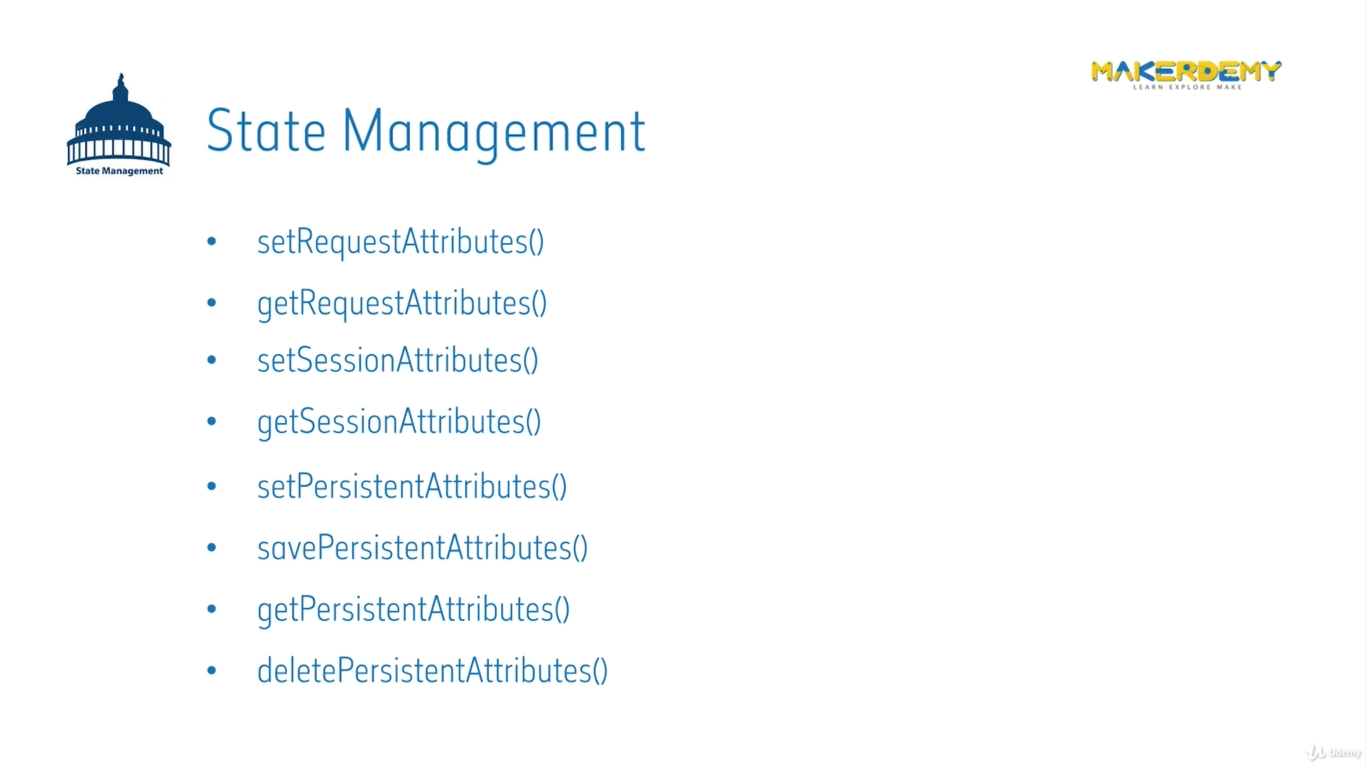 MAKERDEMY
LEARN EXPLORE MAKE
State Management
State Management
• setRequestAttributes()
• getRequestAttributes()
• setSessionAttributes()
• getSessionAttributes()
• setPersistentAttributes()
• savePersistentAttributes()
• getPersistentAttributes()
• deletePersistentAttributes()
Udemy